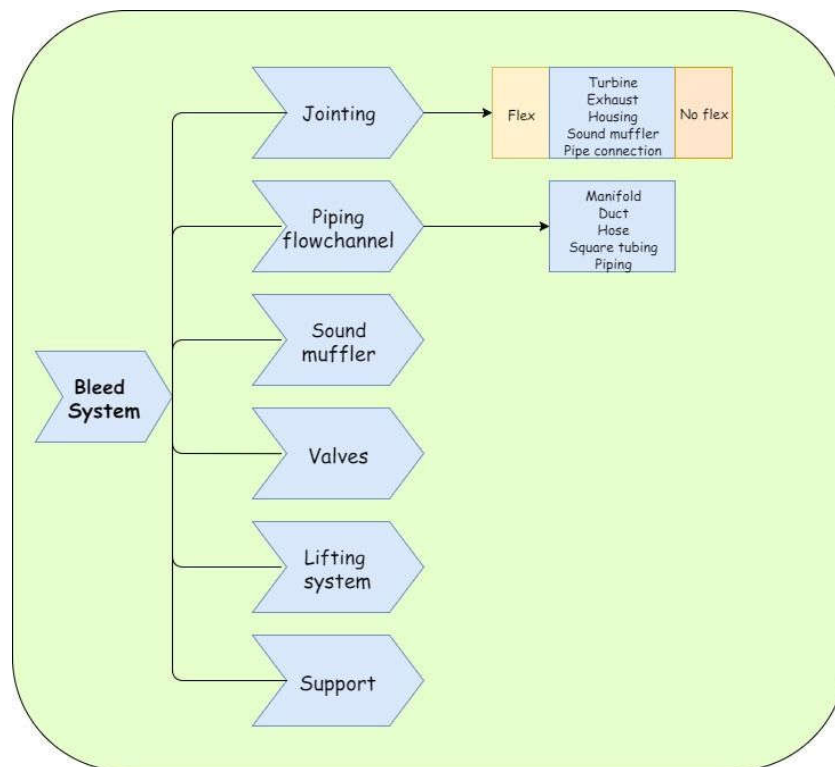 Bleed
System
Jointing
Flex
Turbine
Exhaust
Housing
Sound muffler
Pipe connection
No flex
Piping
flowchannel
Manifold
Duct
Hose
Square tubing
Piping
Sound
muffler
Valves
Lifting
system
Support